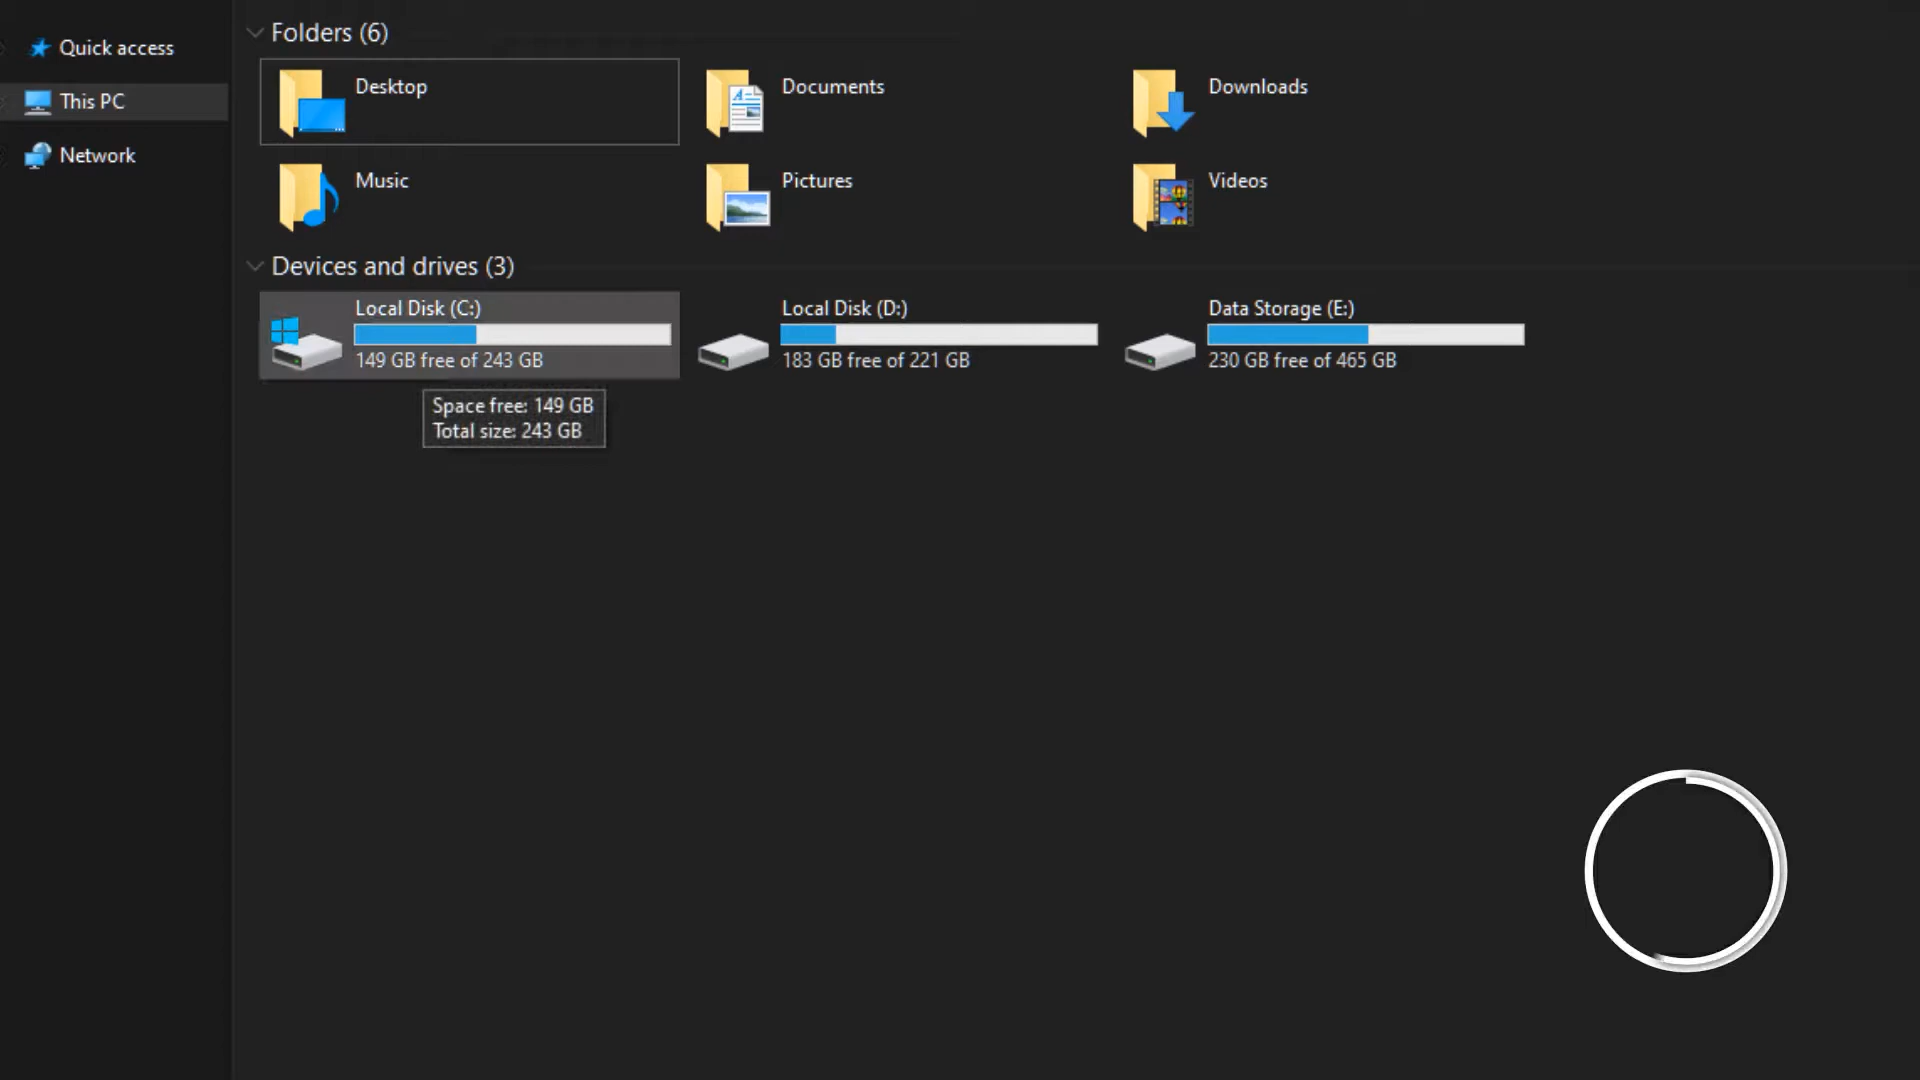 Quick access
This PC
Network
Folders (6)
Desktop
Documents
Downloads
Music
Pictures
Videos
Devices and drives (3)
Local Disk (C:)
149 GB free of 243 GB
Local Disk (D:)
183 GB free of 221 GB
Data Storage (E:)
230 GB free of 465 GB
Space free: 149 GB
Total size: 243 GB